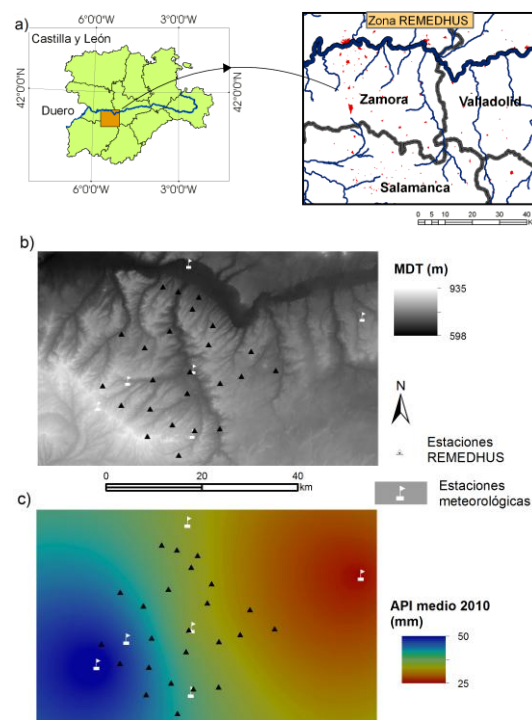 a)
Castilla y León
42°0'0"N
Duero
6°0'0"W
3°0'0"W
6°0'0"W
3°0'0"W
42°0'0"N
Zona REMEDHUS
Zamora
Valladolid
Salamanca
0 5 10 20 30 40
b)
MDT (m)
935
598
N
Estaciones
REMEDHUS
0 20 40
km
Estaciones
meteorológicas
c)
API medio 2010
(mm)
50
25